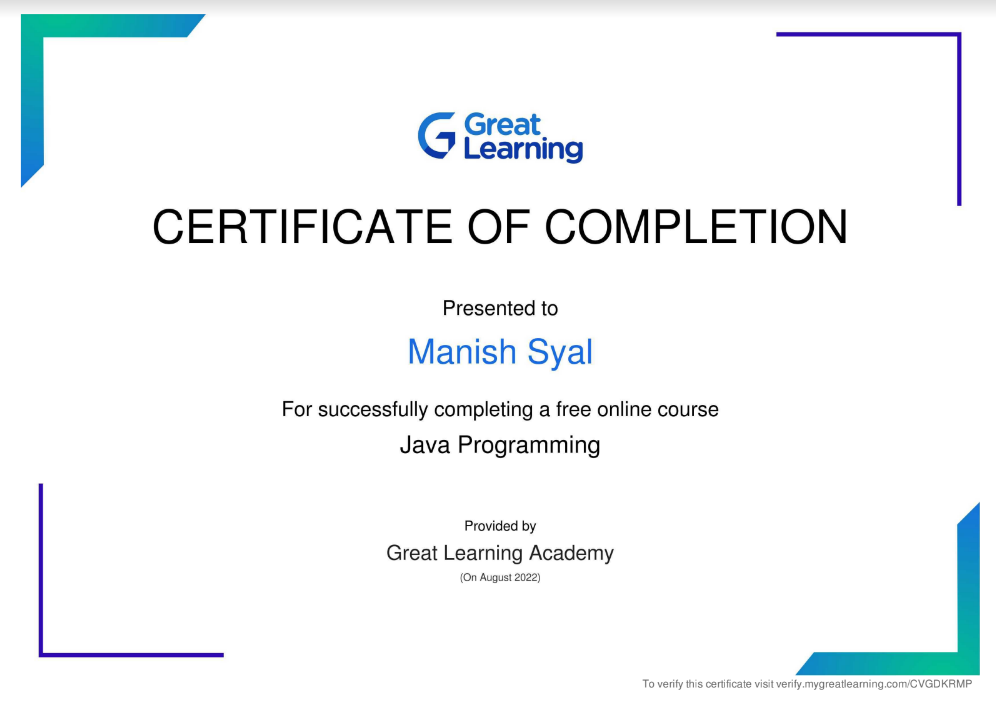 Great
Learning
CERTIFICATE OF COMPLETION
Presented to
Manish Syal
For successfully completing a free online course
Java Programming
Provided by
Great Learning Academy
(On August 2022)
To verify this certificate visit verify.mygreatlearning.com/CVGDKRMP